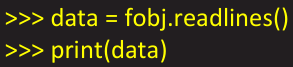 >>> data = fobj.readlines()
>>> print(data)